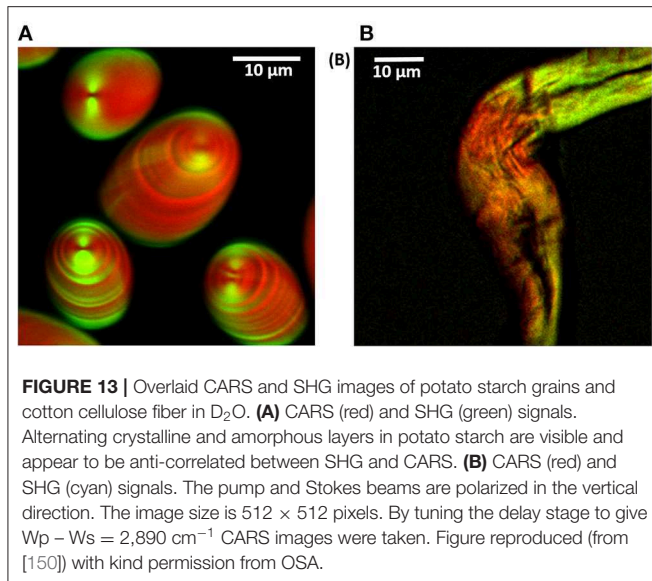 A
B
10 µm
(B)
10 µm
FIGURE 13 | Overlaid CARS and SHG images of potato starch grains and
cotton cellulose fiber in D₂O. (A) CARS (red) and SHG (green) signals.
Alternating crystalline and amorphous layers in potato starch are visible and
appear to be anti-correlated between SHG and CARS. (B) CARS (red) and
SHG (cyan) signals. The pump and Stokes beams are polarized in the vertical
direction. The image size is 512 × 512 pixels. By tuning the delay stage to give
Wp – Ws = 2,890 cm⁻¹ CARS images were taken. Figure reproduced (from
[150]) with kind permission from OSA.